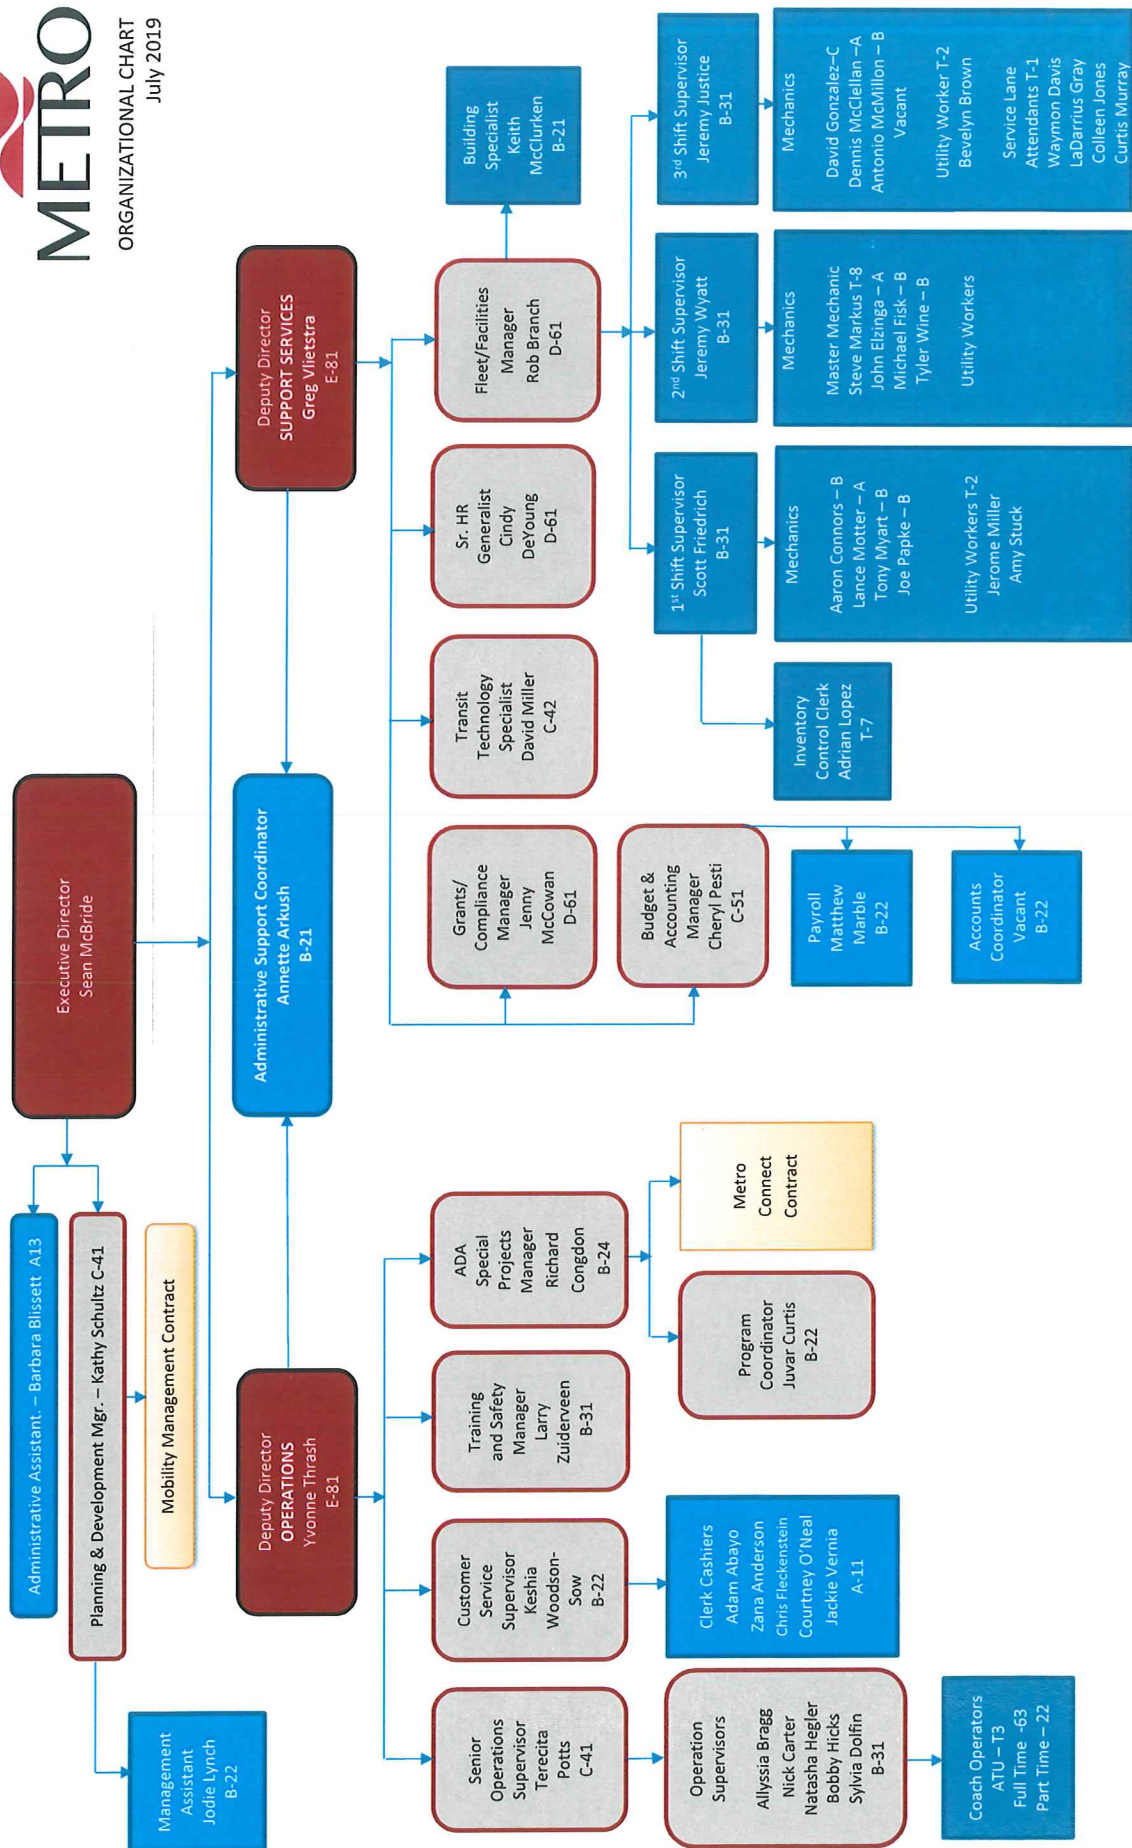 METRO
ORGANIZATIONAL CHART
July 2019
Executive Director
Sean McBride
Administrative Assistant. – Barbara Blissett  A13
Planning & Development Mgr. – Kathy Schultz C-41
Mobility Management Contract
Management
Assistant
Jodie Lynch
B-22
Deputy Director
OPERATIONS
Yvonne Thrash
E-81
Administrative Support Coordinator
Annette Arkush
B-21
Deputy Director
SUPPORT SERVICES
Greg Vlietstra
E-81
Senior
Operations
Supervisor
Terecita
Potts
C-41
Customer
Service
Supervisor
Keshia
Woodson-
Sow
B-22
Training
and Safety
Manager
Larry
Zuiderveen
B-31
ADA
Special
Projects
Manager
Richard
Congdon
B-24
Operation
Supervisors
Allyssia Bragg
Nick Carter
Natasha Hegler
Bobby Hicks
Sylvia Dolfin
B-31
Coach Operators
ATU – T3
Full Time -63
Part Time – 22
Clerk Cashiers
Adam Abayo
Zana Anderson
Chris Fleckenstein
Courtney O'Neal
Jackie Vernia
A-11
Program
Coordinator
Juvar Curtis
B-22
Metro
Connect
Contract
Grants/
Compliance
Manager
Jenny
McCowan
D-61
Budget &
Accounting
Manager
Cheryl Pesti
C-51
Payroll
Matthew
Marble
B-22
Accounts
Coordinator
Vacant
B-22
Transit
Technology
Specialist
David Miller
C-42
Sr. HR
Generalist
Cindy
DeYoung
D-61
Fleet/Facilities
Manager
Rob Branch
D-61
Building
Specialist
Keith
McClurken
B-21
1st Shift Supervisor
Scott Friedrich
B-31
Inventory
Control Clerk
Adrian Lopez
T-7
Mechanics
Aaron Connors – B
Lance Motter – A
Tony Myart – B
Joe Papke – B
Utility Workers T-2
Jerome Miller
Amy Stuck
2nd Shift Supervisor
Jeremy Wyatt
B-31
Mechanics
Master Mechanic
Steve Markus T-8
John Elzinga – A
Michael Fisk – B
Tyler Wine – B
Utility Workers
3rd Shift Supervisor
Jeremy Justice
B-31
Mechanics
David Gonzalez–C
Dennis McClellan –A
Antonio McMillon – B
Vacant
Utility Worker T-2
Bevelyn Brown
Service Lane
Attendants T-1
Waymon Davis
LaDarrius Gray
Colleen Jones
Curtis Murray